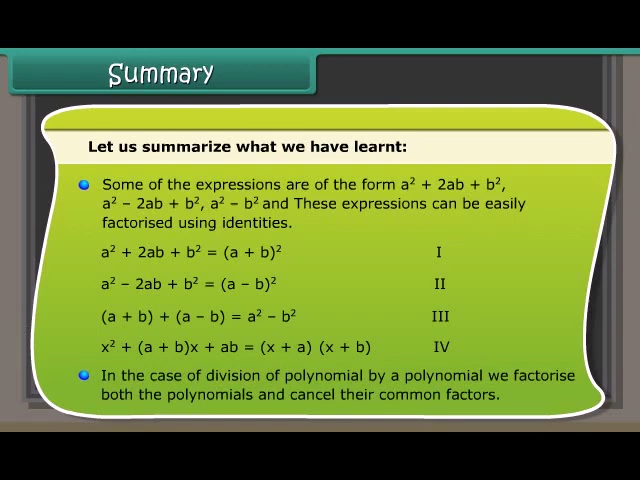 Summary
Let us summarize what we have learnt:
Some of the expressions are of the form a² + 2ab + b²,
a² – 2ab + b², a² – b² and These expressions can be easily
factorised using identities.
a² + 2ab + b² = (a + b)² I
a² – 2ab + b² = (a – b)² II
(a + b) + (a – b) = a² – b² III
x² + (a + b)x + ab = (x + a) (x + b) IV
In the case of division of polynomial by a polynomial we factorise
both the polynomials and cancel their common factors.